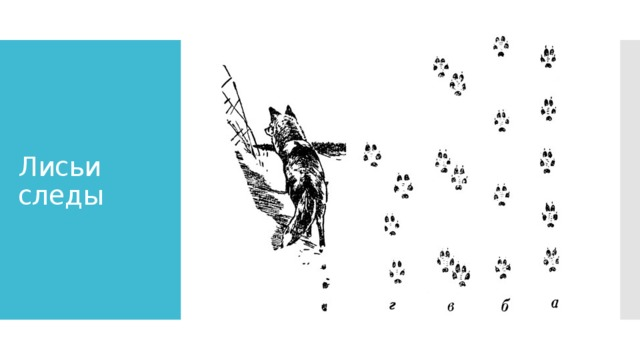 Лисьи
следы
г в б а